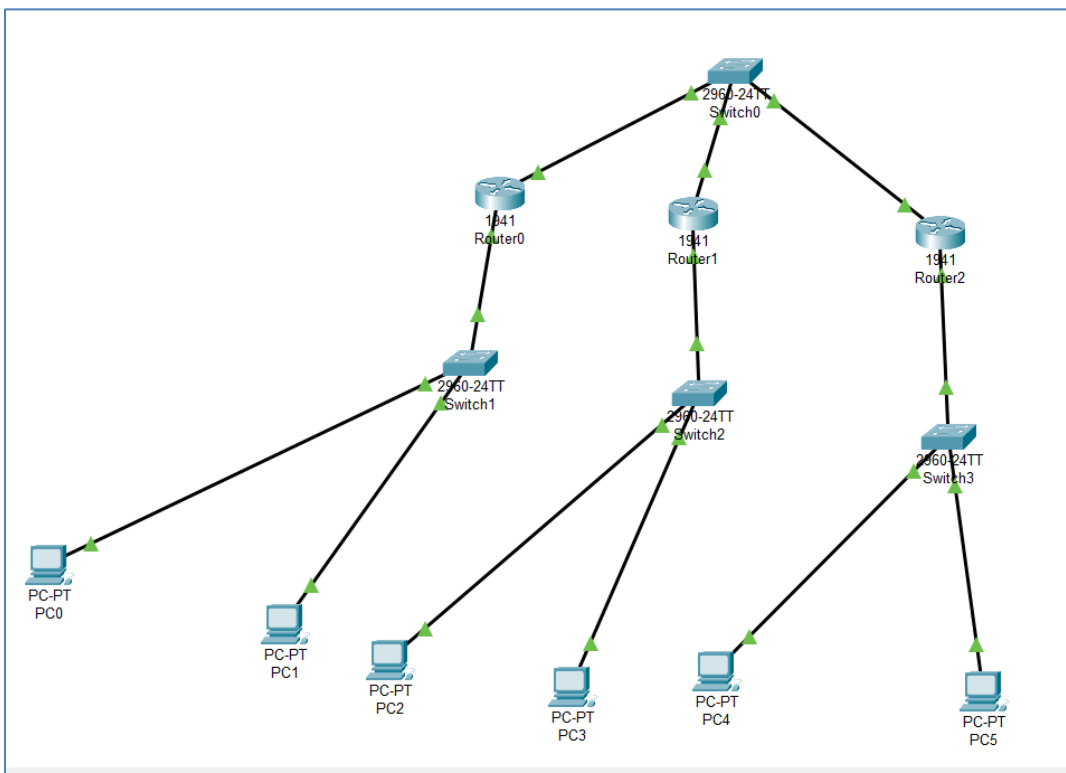 2960-24TT
Switch0
1941
Router0
1941
Router1
1941
Router2
2960-24TT
Switch1
2960-24TT
Switch2
2960-24TT
Switch3
PC-PT
PC0
PC-PT
PC1
PC-PT
PC2
PC-PT
PC3
PC-PT
PC4
PC-PT
PC5